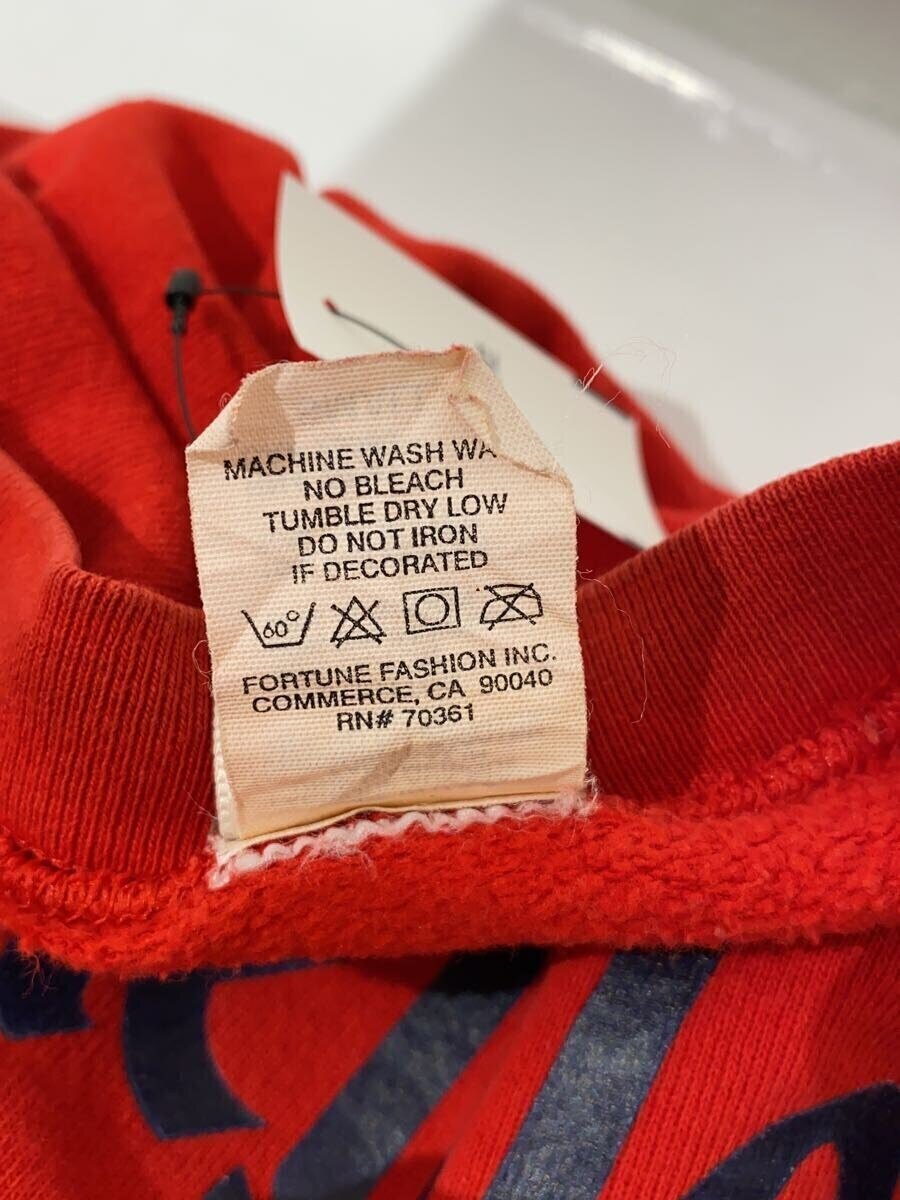 MACHINE WASH WA
NO BLEACH
TUMBLE DRY LOW
DO NOT IRON
IF DECORATED
60°
FORTUNE FASHION INC.
COMMERCE, CA 90040
RN# 70361